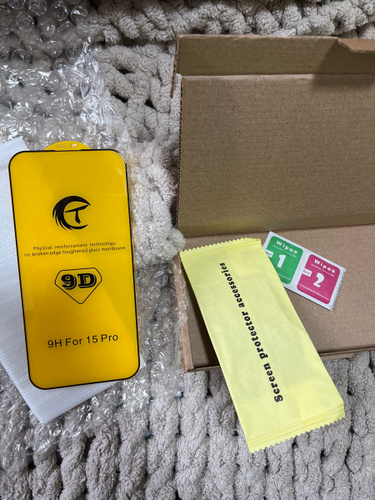 Physical reinforcement, technology,
no broken edge toughened glass membrane
9D
9H For 15 Pro
Screen protector accessories
Wipes
1
Wipes
2